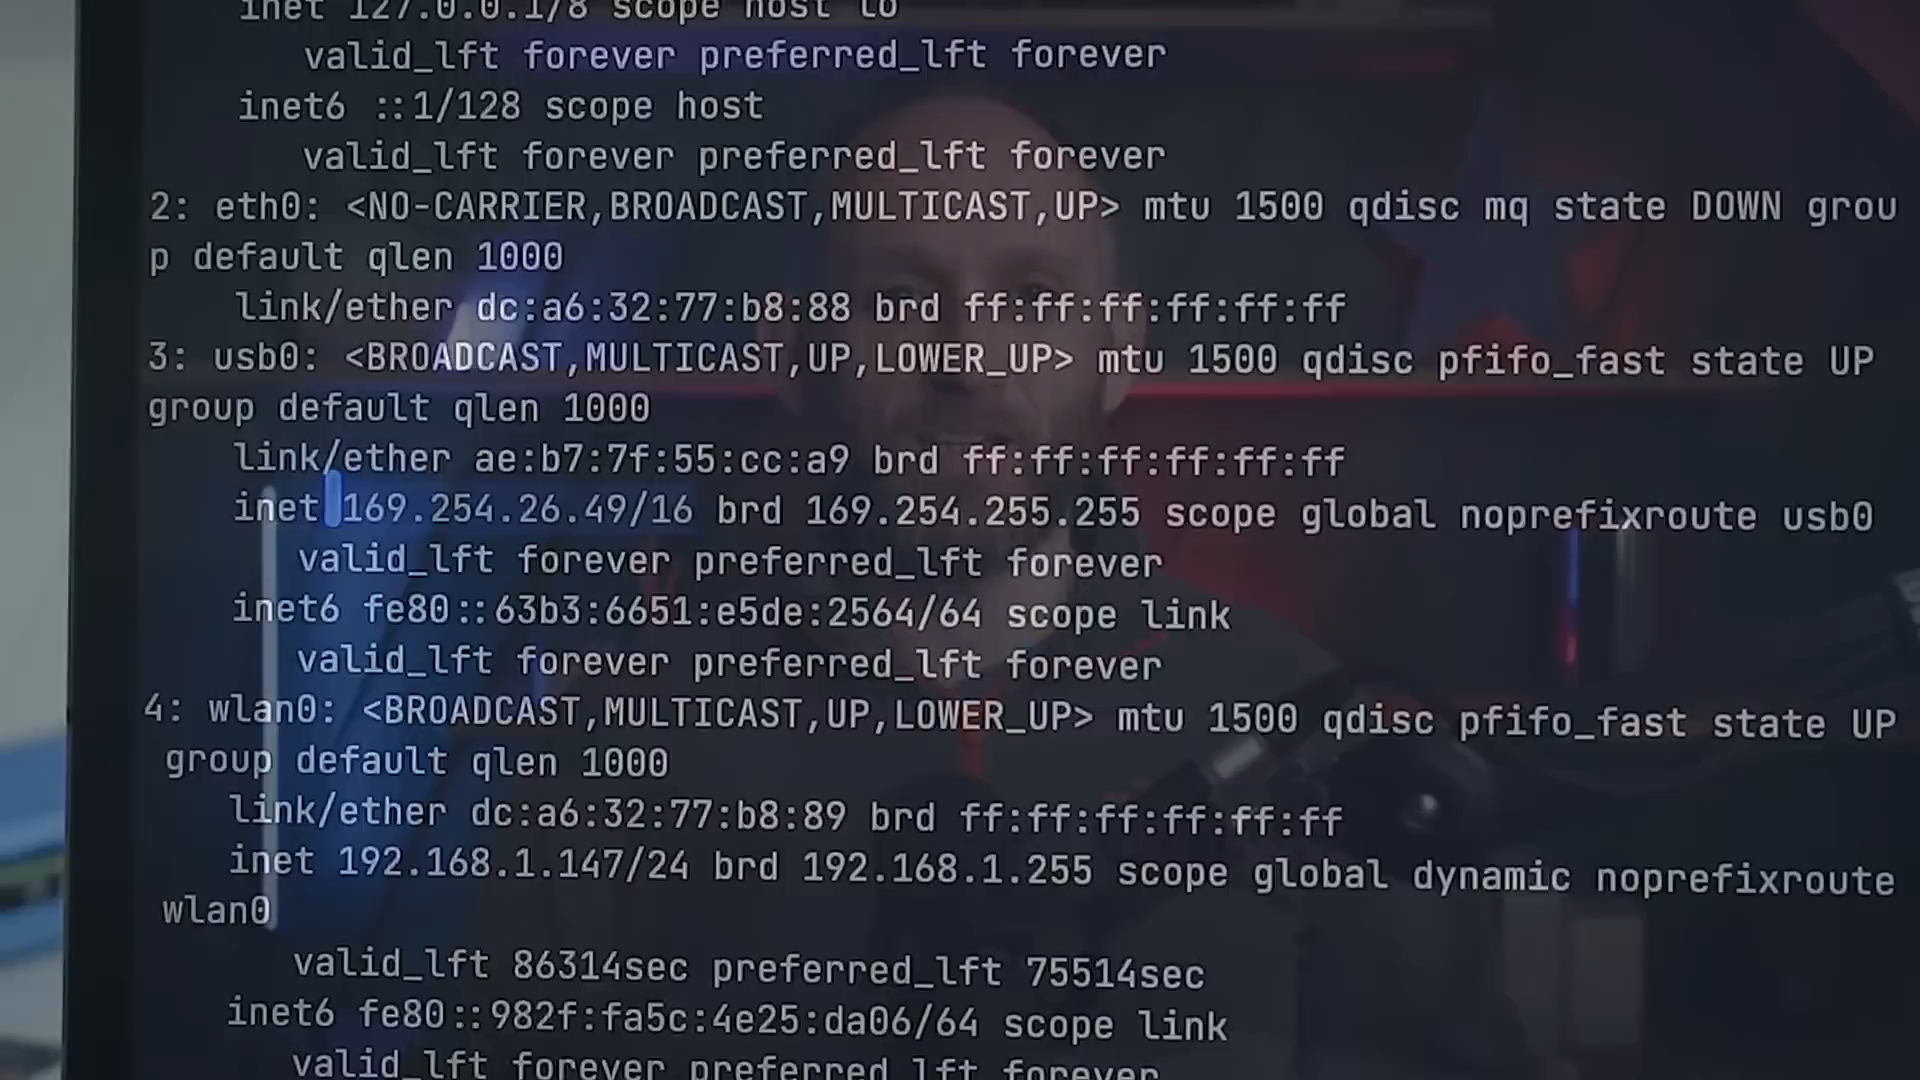 inet 127.0.0.1/8 scope host lo
valid_lft forever preferred_lft forever
inet6 ::1/128 scope host
valid_lft forever preferred_lft forever
2: eth0: <NO-CARRIER,BROADCAST,MULTICAST,UP> mtu 1500 qdisc mq state DOWN grou
p default qlen 1000
link/ether dc:a6:32:77:b8:88 brd ff:ff:ff:ff:ff:ff
3: usb0: <BROADCAST,MULTICAST,UP,LOWER_UP> mtu 1500 qdisc pfifo_fast state UP
group default qlen 1000
link/ether ae:b7:7f:55:cc:a9 brd ff:ff:ff:ff:ff:ff
inet 169.254.26.49/16 brd 169.254.255.255 scope global noprefixroute usb0
valid_lft forever preferred_lft forever
inet6 fe80::63b3:6651:e5de:2564/64 scope link
valid_lft forever preferred_lft forever
4: wlan0: <BROADCAST,MULTICAST,UP,LOWER_UP> mtu 1500 qdisc pfifo_fast state UP
group default qlen 1000
link/ether dc:a6:32:77:b8:89 brd ff:ff:ff:ff:ff:ff
inet 192.168.1.147/24 brd 192.168.1.255 scope global dynamic noprefixroute
wlan0
valid_lft 86314sec preferred_lft 75514sec
inet6 fe80::982f:fa5c:4e25:da06/64 scope link
valid_lft forever preferred_lft forever